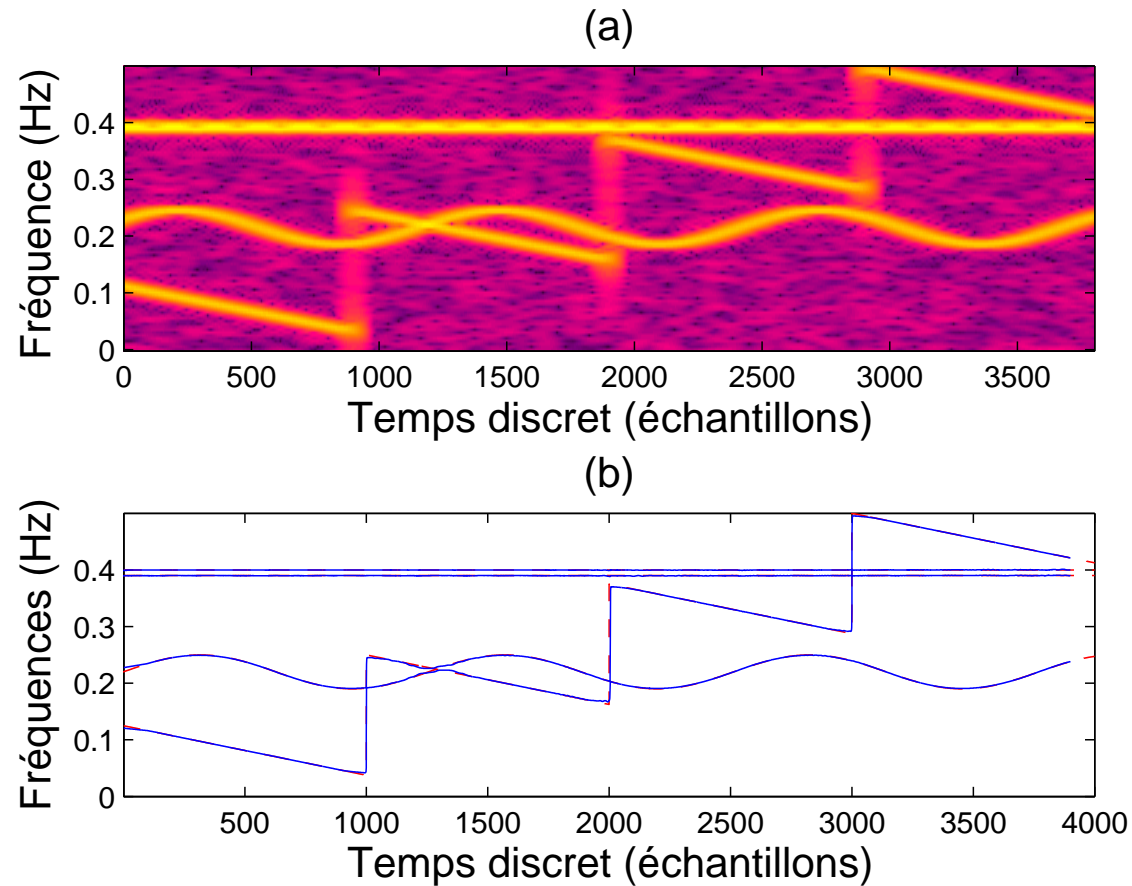 (a)
Fréquence (Hz)
0.4
0.3
0.2
0.1
0
0 500 1000 1500 2000 2500 3000 3500
Temps discret (échantillons)
(b)
Fréquences (Hz)
0.4
0.3
0.2
0.1
0
500 1000 1500 2000 2500 3000 3500 4000
Temps discret (échantillons)